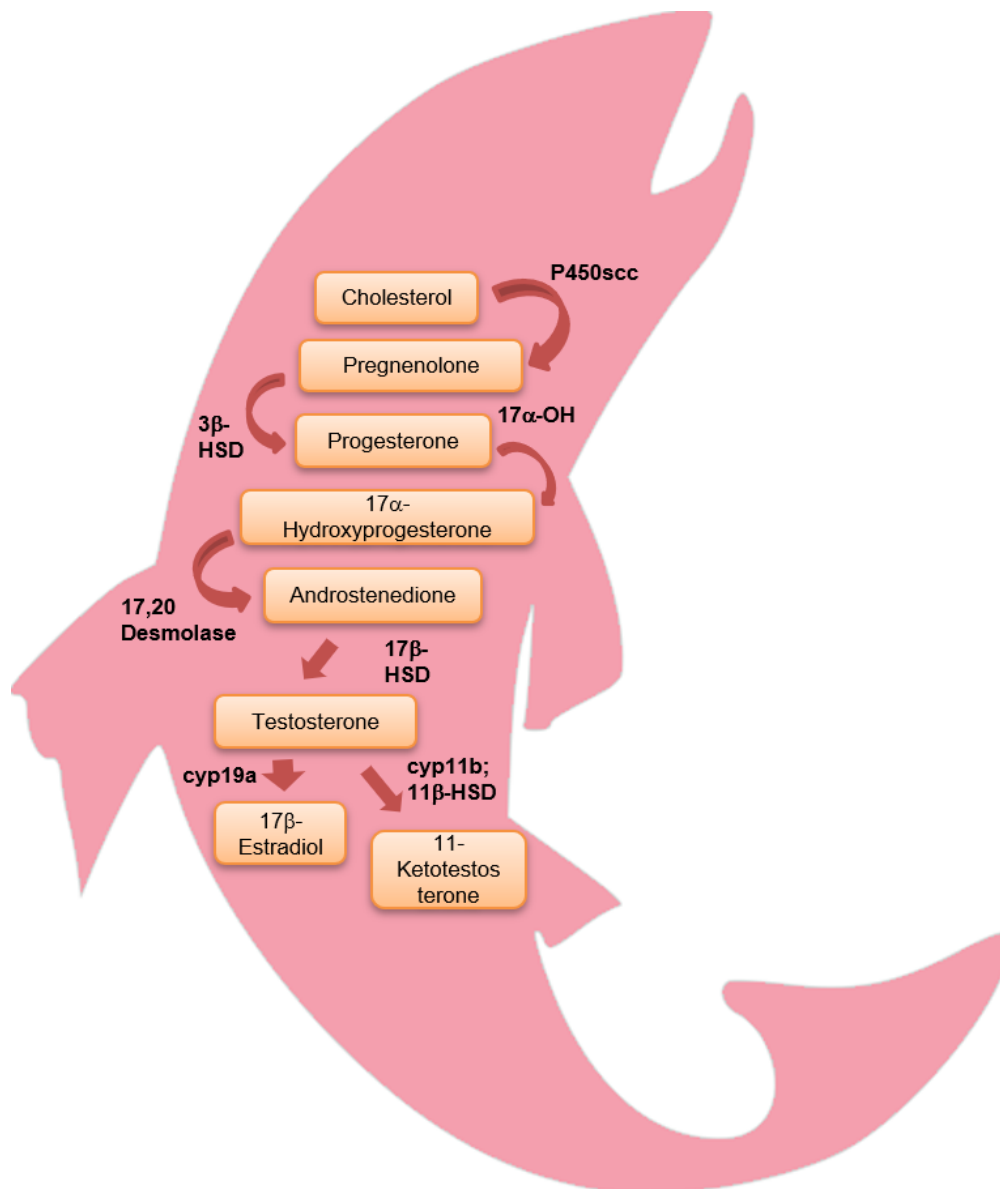 P450scc
Cholesterol
Pregnenolone
3β-
HSD
17α-OH
Progesterone
17α-
Hydroxyprogesterone
17,20
Desmolase
Androstenedione
17β-
HSD
Testosterone
cyp19a
cyp11b;
11β-HSD
17β-
Estradiol
11-
Ketotestos
terone